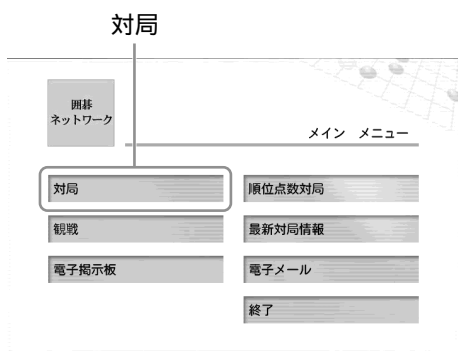 対局
囲碁
ネットワーク
メイン メニュー
対局
順位点数対局
観戦
最新対局情報
電子掲示板
電子メール
終了